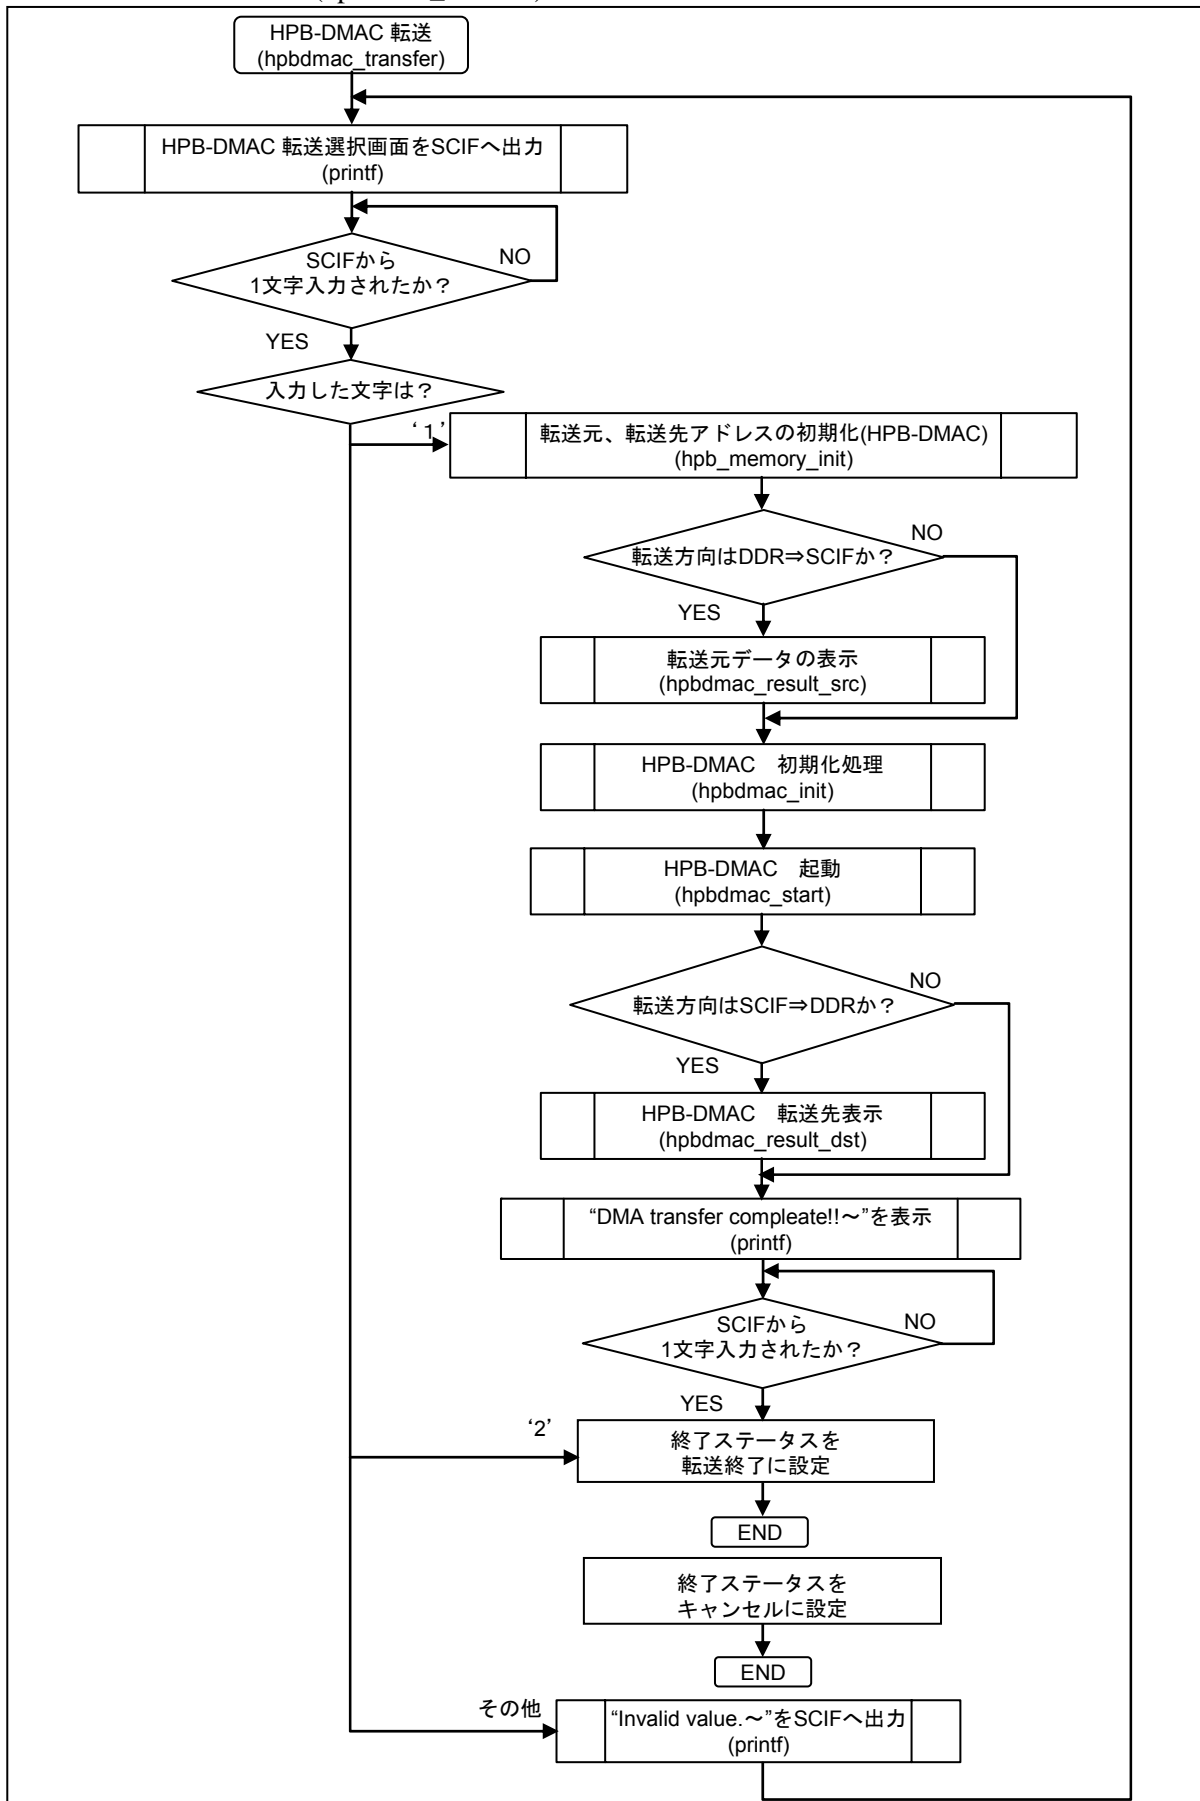 HPB-DMAC 転送
(hpbdmac_transfer)
HPB-DMAC 転送選択画面をSCIFへ出力
(printf)
SCIFから
1文字入力されたか？
NO
YES
入力した文字は？
‘１’
転送元、転送先アドレスの初期化(HPB-DMAC)
(hpb_memory_init)
転送方向はDDR⇒SCIFか？
NO
YES
転送元データの表示
(hpbdmac_result_src)
HPB-DMAC　初期化処理
(hpbdmac_init)
HPB-DMAC　起動
(hpbdmac_start)
転送方向はSCIF⇒DDRか？
NO
YES
HPB-DMAC　転送先表示
(hpbdmac_result_dst)
“DMA transfer compleate!!～”を表示
(printf)
SCIFから
1文字入力されたか？
NO
YES
‘2’
終了ステータスを
転送終了に設定
END
終了ステータスを
キャンセルに設定
END
その他
“Invalid value.～”をSCIFへ出力
(printf)